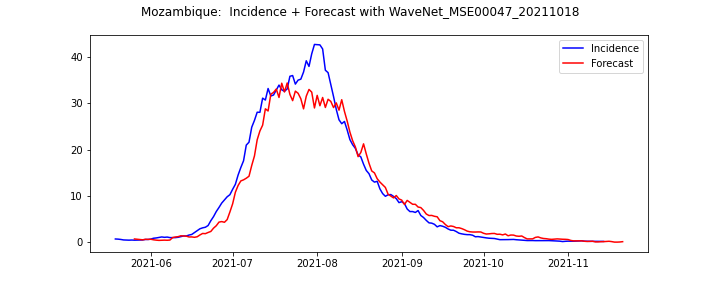 Mozambique:  Incidence + Forecast with WaveNet_MSE00047_20211018
Incidence
Forecast
40
30
20
10
0
2021-06 2021-07 2021-08 2021-09 2021-10 2021-11